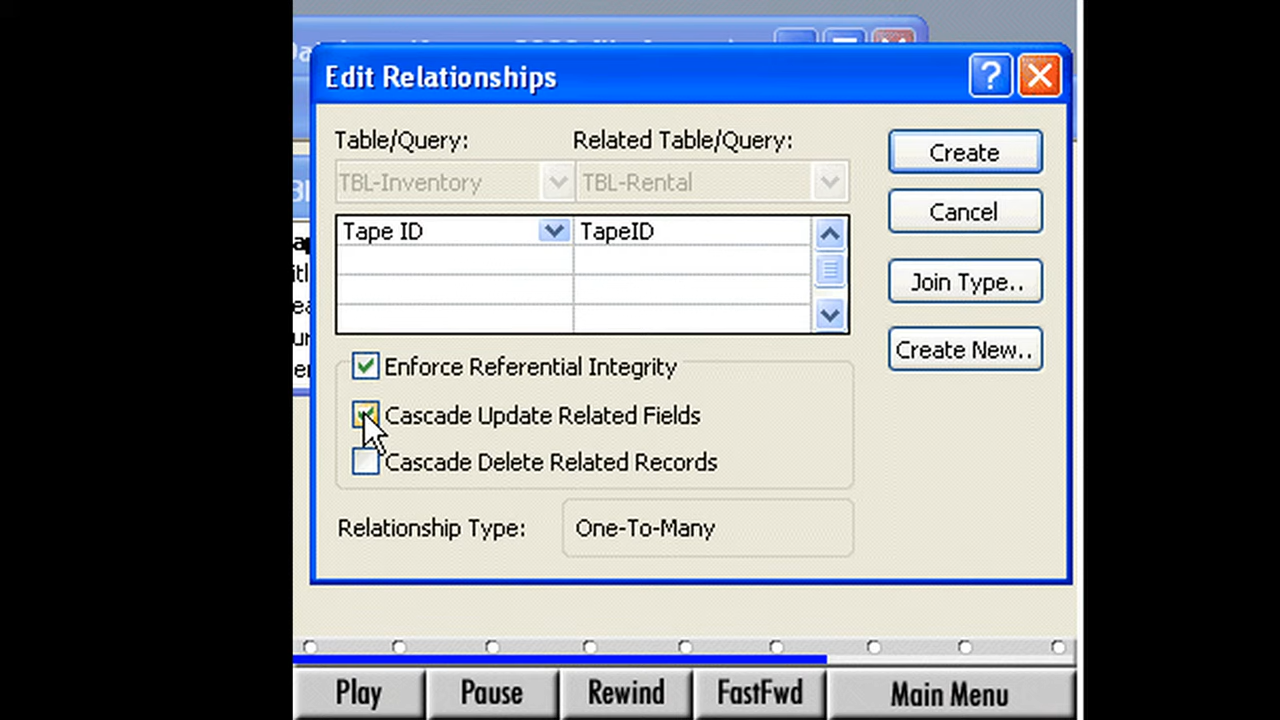 Edit Relationships
Table/Query: Related Table/Query:
TBL-Inventory TBL-Rental
Tape ID TapeID
Create
Cancel
Join Type..
Create New..
Enforce Referential Integrity
Cascade Update Related Fields
Cascade Delete Related Records
Relationship Type: One-To-Many
Play Pause Rewind FastFwd Main Menu